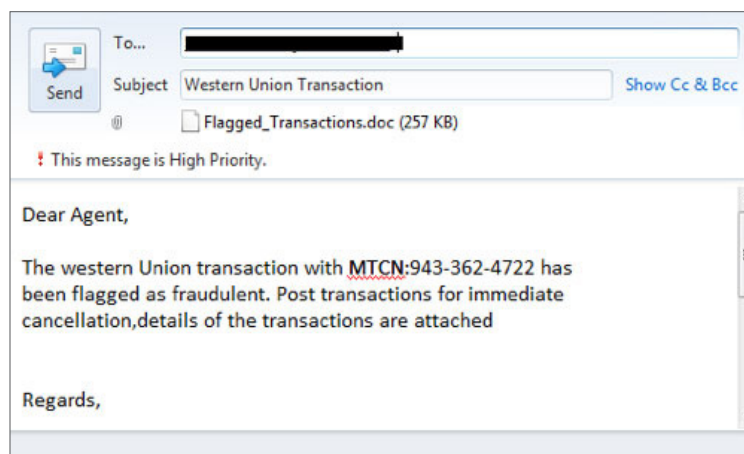 To...
Send
Subject Western Union Transaction Show Cc & Bcc
Flagged_Transactions.doc (257 KB)
! This message is High Priority.
Dear Agent,
The western Union transaction with MTCN:943-362-4722 has
been flagged as fraudulent. Post transactions for immediate
cancellation,details of the transactions are attached
Regards,